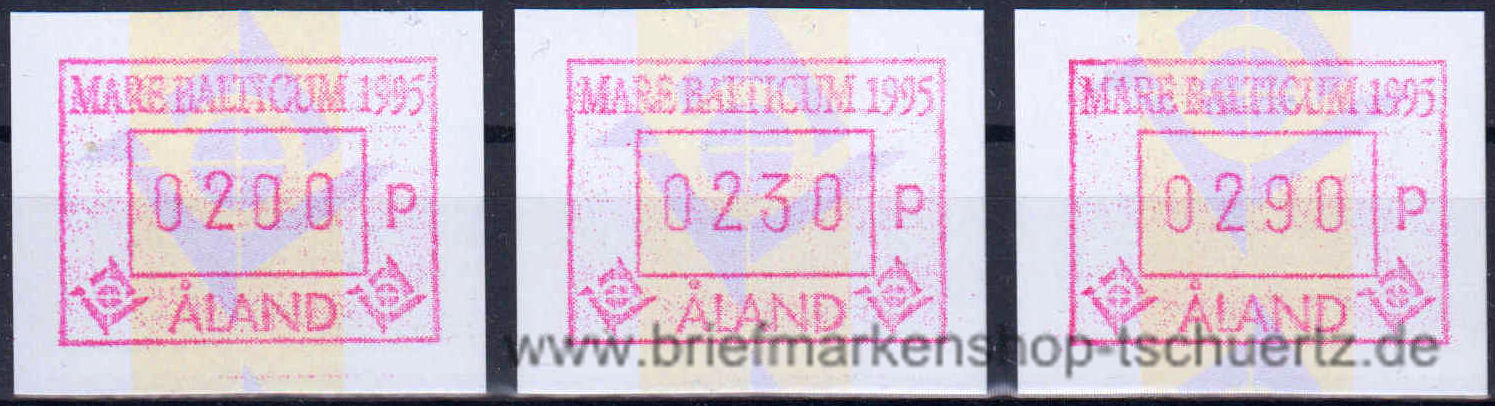 MARE BALTICUM 1995
0200 P
ÅLAND
MARE BALTICUM 1995
0230 P
ÅLAND
MARE BALTICUM 1995
0290 P
ÅLAND
www.briefmarkenshop-tschuertz.de